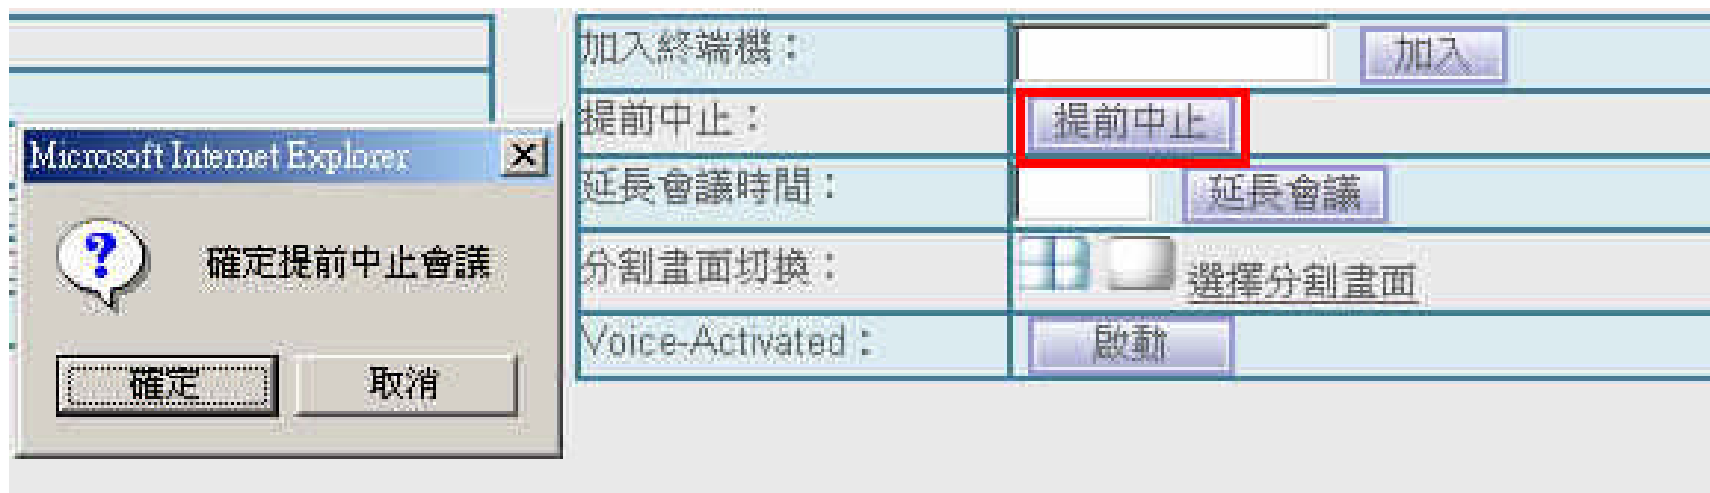 加入終端機：
加入
提前中止：
提前中止
延長會議時間：
延長會議
分割畫面切換：
選擇分割畫面
Voice-Activated：
啟動
Microsoft Internet Explorer
?
確定提前中止會議
確定
取消